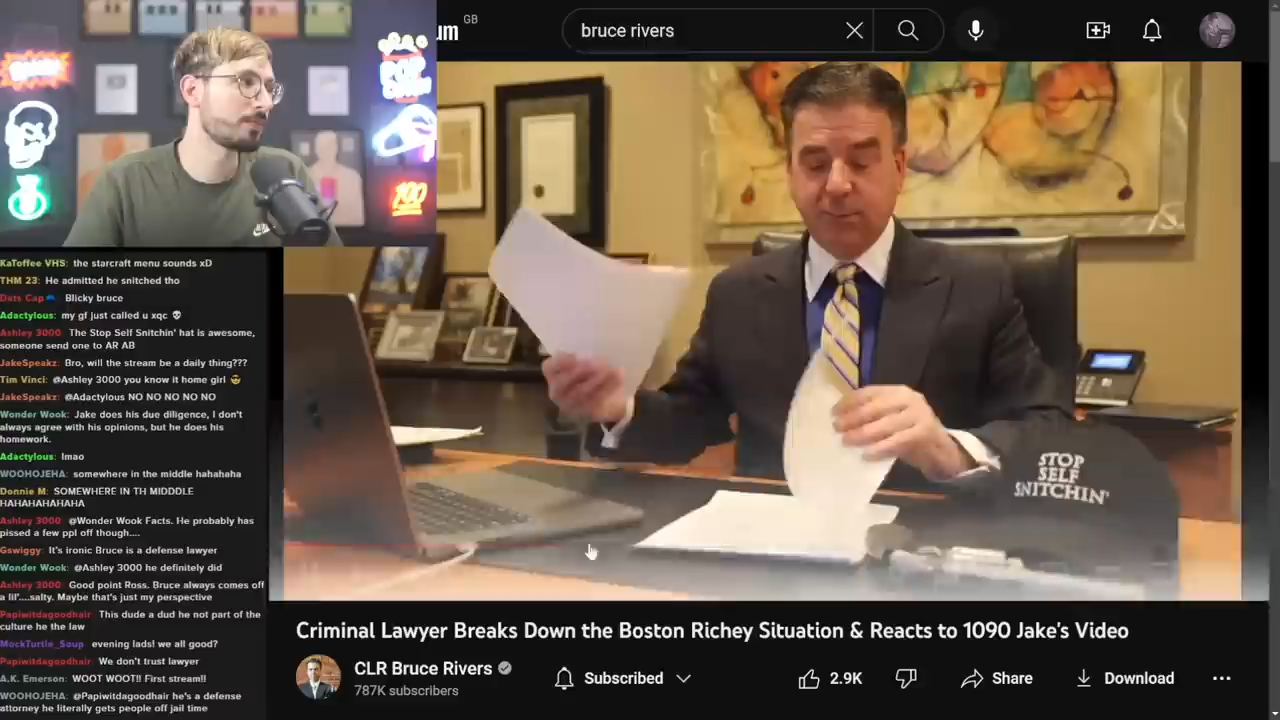 um GB
bruce rivers
POP
100
KaToffee VHS: the starcraft menu sounds xD
THM 23: He admitted he snitched tho
Dats Cap Blicky bruce
Adactylous: my gf just called u xqc 💀
Ashley 3000 The Stop Self Snitchin' hat is awesome,
someone send one to AR AB
JakeSpeakz: Bro, will the stream be a daily thing???
Tim Vinci: @Ashley 3000 you know it home girl 😎
JakeSpeakz: @Adactylous NO NO NO NO NO
Wonder Wook: Jake does his due diligence, I don't
always agree with his opinions, but he does his
homework.
Adactylous: lmao
WOOHOJEHA: somewhere in the middle hahahaha
Donnie M: SOMEWHERE IN TH MIDDDLE
HAHAHAHAHAHA
Ashley 3000 @Wonder Wook Facts. He probably has
pissed a few ppl off though....
Gswiggy: It's ironic Bruce is a defense lawyer
Wonder Wook: @Ashley 3000 he definitely did
Ashley 3000 Good point Ross. Bruce always comes off
a lil'....salty. Maybe that's just my perspective
Papiwitdagoodhair This dude a dud he not part of the
culture he the law
MockTurtle_Soup evening lads! we all good?
Papiwitdagoodhair We don't trust lawyer
A.K. Emerson: WOOT WOOT!! First stream!!
WOOHOJEHA: @Papiwitdagoodhair he's a defense
attorney he literally gets people off jail time
STOP
SELF
SNITCHIN'
Criminal Lawyer Breaks Down the Boston Richey Situation & Reacts to 1090 Jake's Video
CLR Bruce Rivers
787K subscribers
Subscribed
2.9K
Share
Download